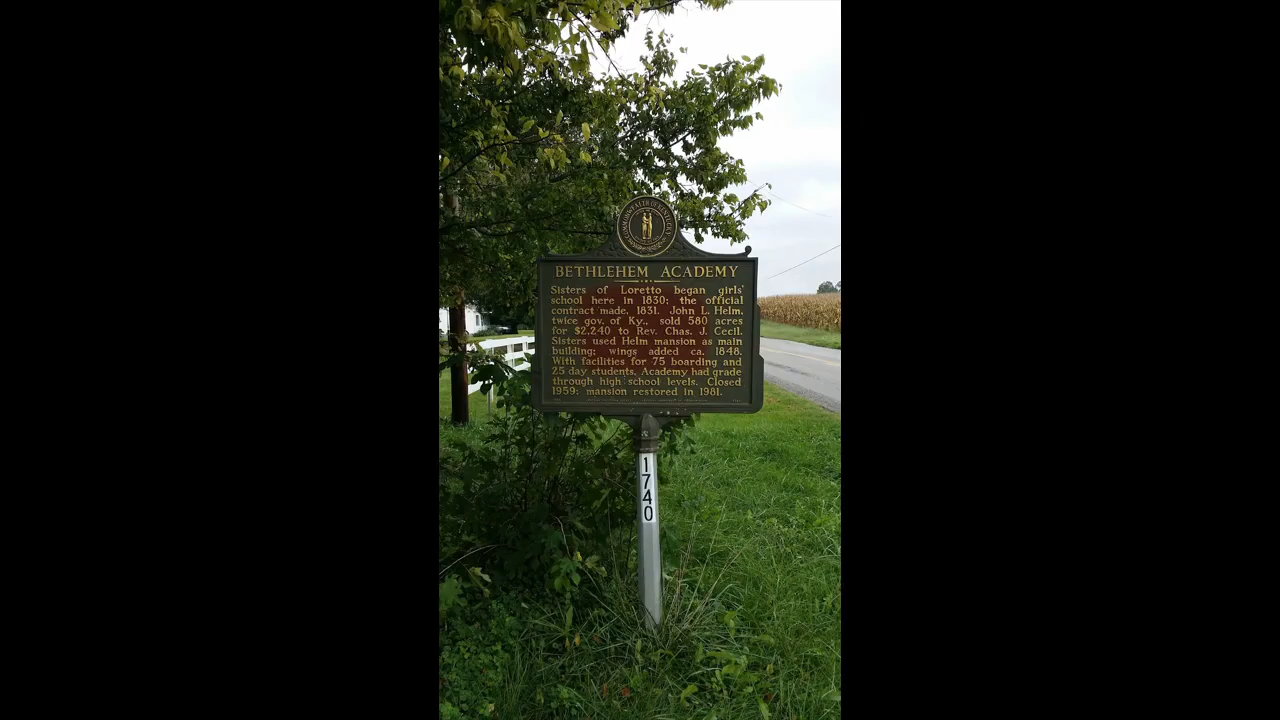 COMMONWEALTH OF KENTUCKY
BETHLEHEM ACADEMY
Sisters of Loretto began girls'
school here in 1830; the official
contract made, 1831. John L. Helm,
twice gov. of Ky., sold 580 acres
for $2,240 to Rev. Chas. J. Cecil.
Sisters used Helm mansion as main
building; wings added ca. 1848.
With facilities for 75 boarding and
25 day students, Academy had grade
through high school levels. Closed
1959; mansion restored in 1981.
1740